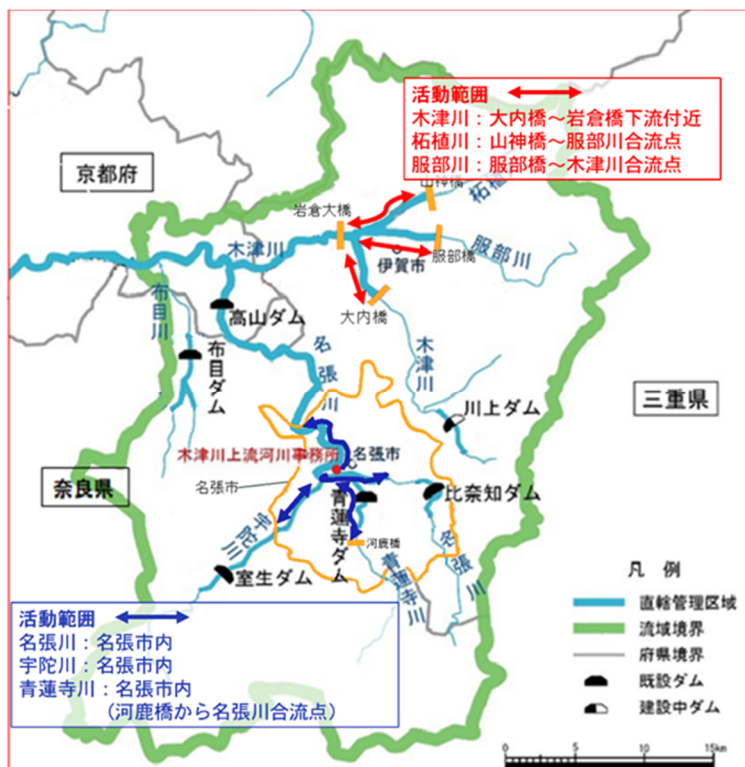 活動範囲
木津川：大内橋～岩倉橋下流付近
柘植川：山神橋～服部川合流点
服部川：服部橋～木津川合流点
京都府
山神橋
柘植
岩倉大橋
木津川
伊賀市
服部橋
服部川
布目川
高山ダム
大内橋
名張川
布目ダム
木津川
川上ダム
三重県
木津川上流河川事務所
名張市
奈良県
名張市
青蓮寺ダム
比奈知ダム
宇陀川
河鹿橋
室生ダム
青蓮寺川
名張川
活動範囲
名張川：名張市内
宇陀川：名張市内
青蓮寺川：名張市内
（河鹿橋から名張川合流点）
凡 例
直轄管理区域
流域境界
府県境界
既設ダム
建設中ダム
0 5 10 15km